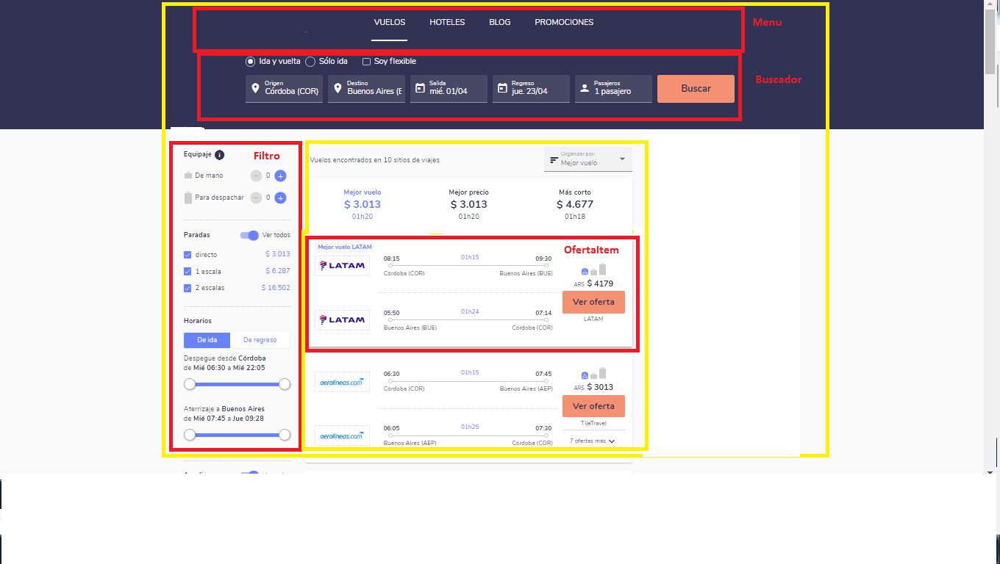 VUELOS HOTELES BLOG PROMOCIONES
Menu
Ida y vuelta Sólo ida Soy flexible
Buscador
Origen Destino Salida Regreso Pasajeros
Córdoba (COR) Buenos Aires (E mié. 01/04 jue. 23/04 1 pasajero
Buscar
Equipaje i
Filtro
De mano − 0 +
Para despachar − 0 +
Paradas Ver todos
directo $ 3.013
1 escala $ 6.287
2 escalas $ 16.502
Horarios
De ida De regreso
Despegue desde Córdoba
de Mié 06:30 a Mié 22:05
Aterrizaje a Buenos Aires
de Mié 07:45 a Jue 09:28
Vuelos encontrados en 10 sitios de viajes
Organizar por:
Mejor vuelo
Mejor vuelo Mejor precio Más corto
$ 3.013 $ 3.013 $ 4.677
01h20 01h20 01h18
Mejor vuelo LATAM
OfertaItem
LATAM
08:15 01h15 09:30
Córdoba (COR) Buenos Aires (BUE)
LATAM
05:50 01h24 07:14
Buenos Aires (BUE) Córdoba (COR)
ARS $ 4179
Ver oferta
LATAM
aerolineas.com
06:30 01h15 07:45
Córdoba (COR) Buenos Aires (AEP)
aerolineas.com
06:05 01h25 07:30
Buenos Aires (AEP) Córdoba (COR)
ARS $ 3013
Ver oferta
TijeTravel
7 ofertas más